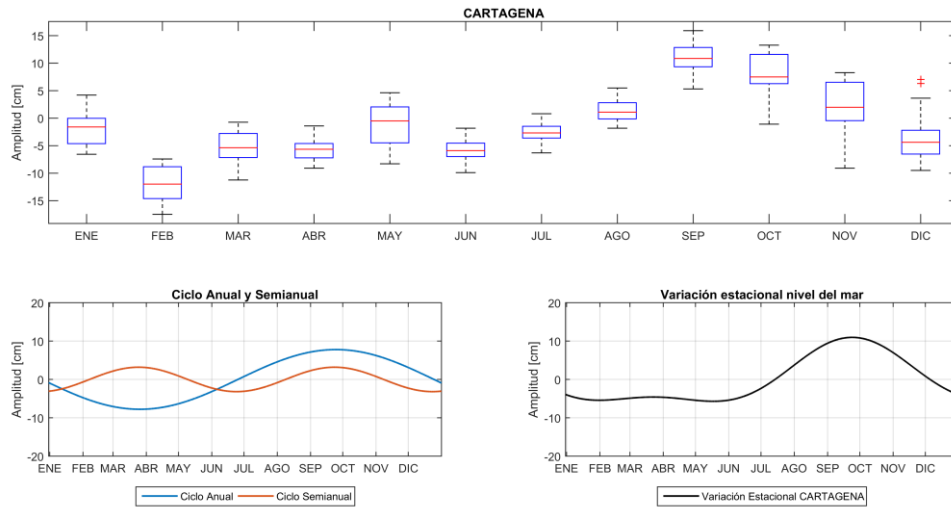 CARTAGENA
Amplitud [cm]
15
10
5
0
-5
-10
-15
ENE FEB MAR ABR MAY JUN JUL AGO SEP OCT NOV DIC
Ciclo Anual y Semianual
Amplitud [cm]
20
10
0
-10
-20
ENE FEB MAR ABR MAY JUN JUL AGO SEP OCT NOV DIC
Ciclo Anual Ciclo Semianual
Variación estacional nivel del mar
Amplitud [cm]
20
10
0
-10
-20
ENE FEB MAR ABR MAY JUN JUL AGO SEP OCT NOV DIC
Variación Estacional CARTAGENA